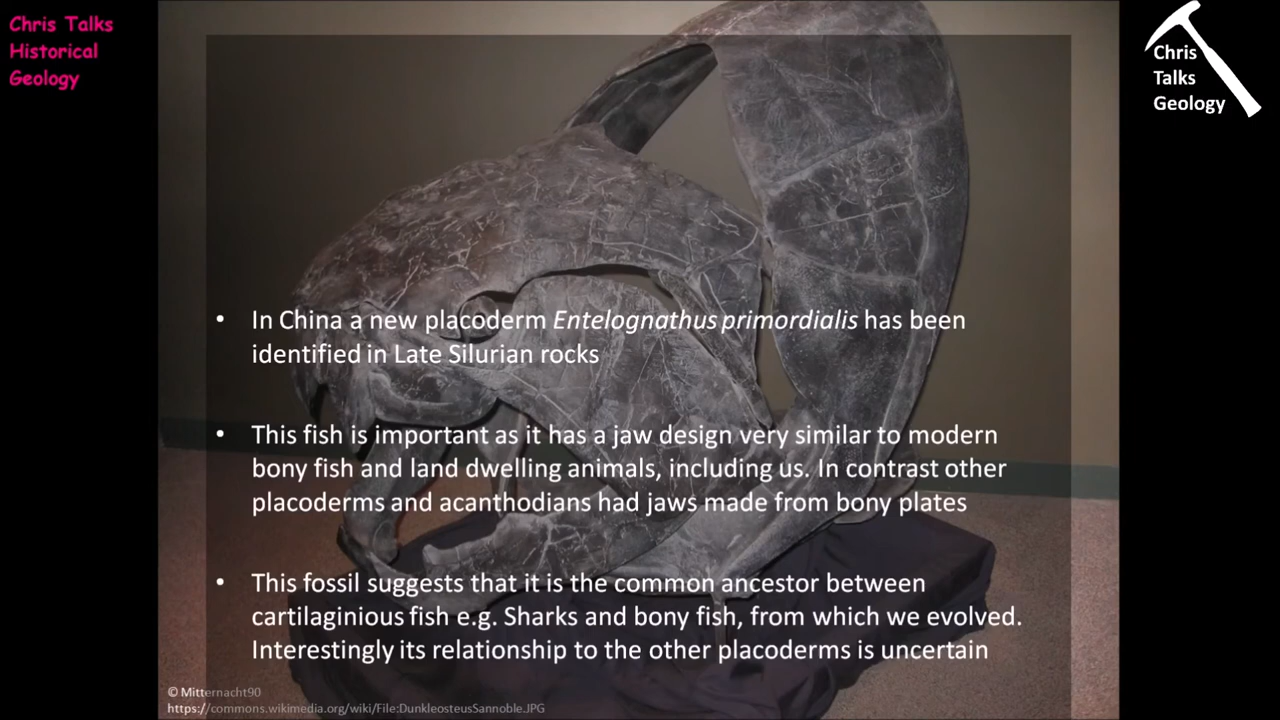 Chris Talks
Historical
Geology
Chris
Talks
Geology
• In China a new placoderm Entelognathus primordialis has been
identified in Late Silurian rocks
• This fish is important as it has a jaw design very similar to modern
bony fish and land dwelling animals, including us. In contrast other
placoderms and acanthodians had jaws made from bony plates
• This fossil suggests that it is the common ancestor between
cartilaginious fish e.g. Sharks and bony fish, from which we evolved.
Interestingly its relationship to the other placoderms is uncertain
© Mitternacht90
https://commons.wikimedia.org/wiki/File:DunkleosteusSannoble.JPG